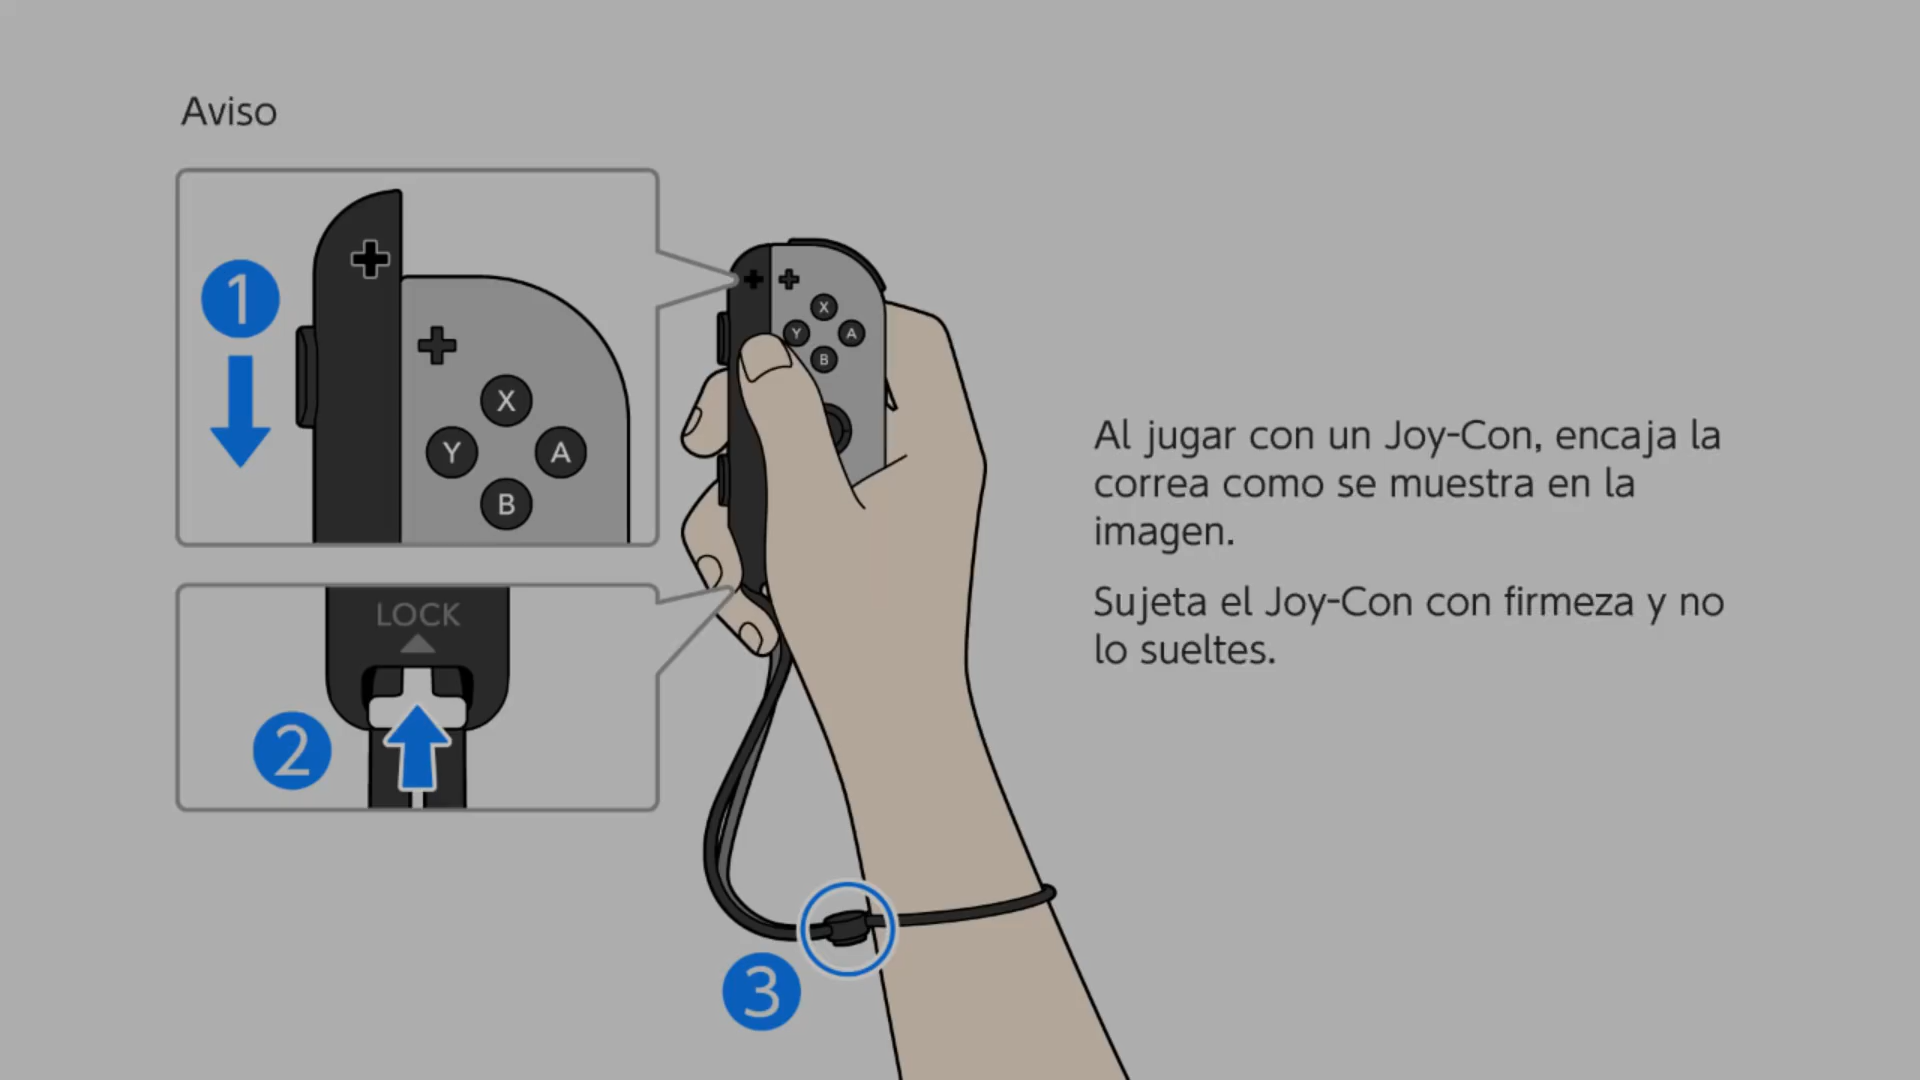 Aviso
1
X
Y
A
B
X
Y
A
B
Al jugar con un Joy-Con, encaja la
correa como se muestra en la
imagen.
Sujeta el Joy-Con con firmeza y no
lo sueltes.
LOCK
2
3